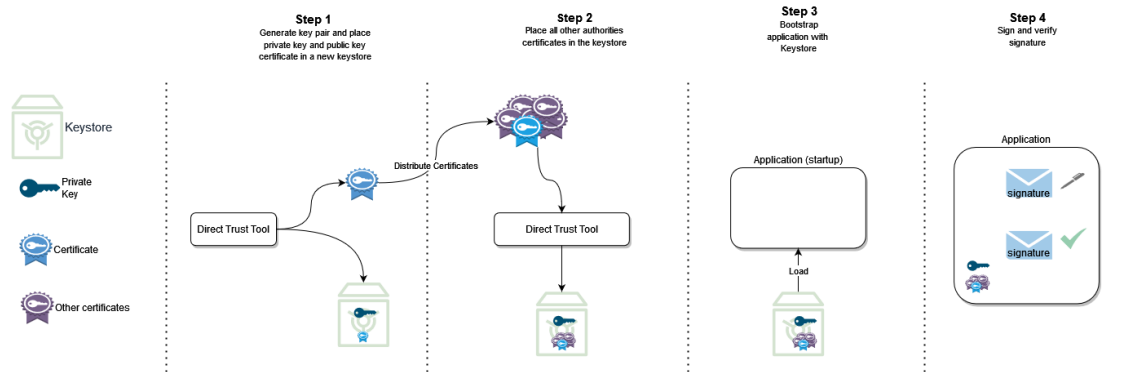 Step 1
Generate key pair and place
private key and public key
certificate in a new keystore
Step 2
Place all other authorities
certificates in the keystore
Step 3
Bootstrap
application with
Keystore
Step 4
Sign and verify
signature
Keystore
Private
Key
Certificate
Other certificates
Direct Trust Tool
Distribute Certificates
Direct Trust Tool
Application (startup)
Load
Application
signature
signature